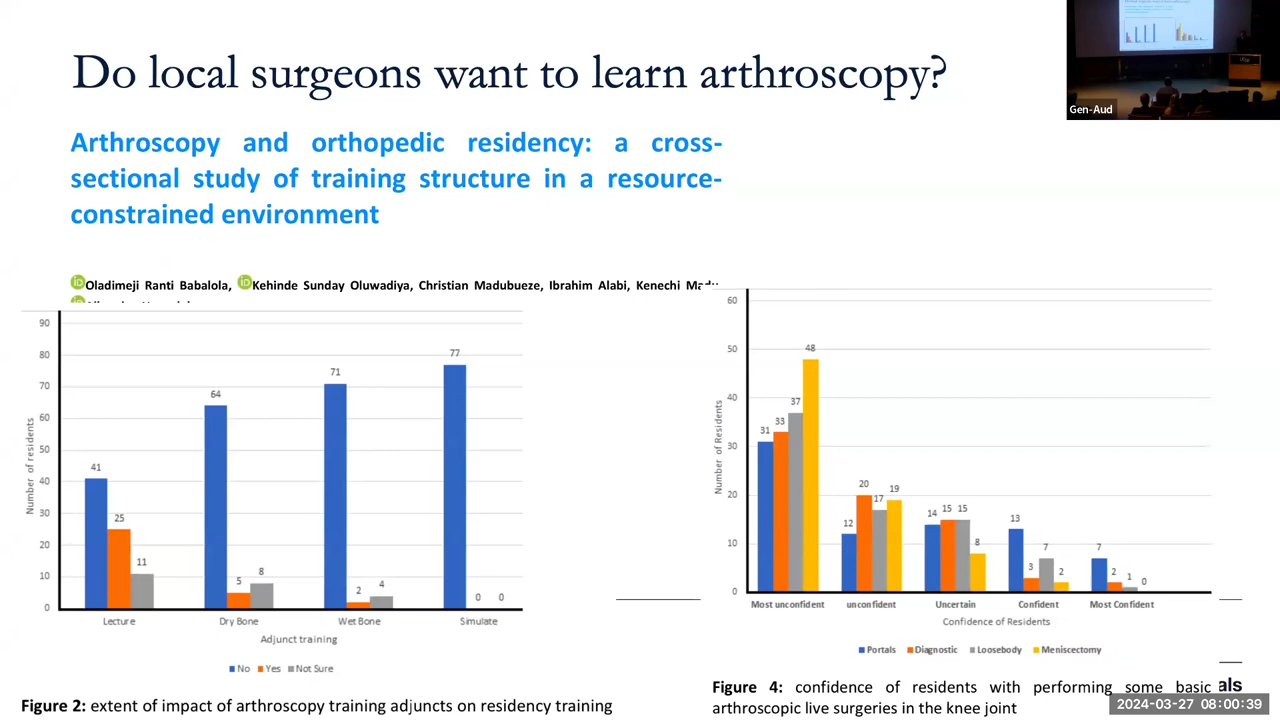 Do local surgeons want to learn arthroscopy?
Gen-Aud
Arthroscopy and orthopedic residency: a cross-
sectional study of training structure in a resource-
constrained environment
Oladimeji Ranti Babalola, Kehinde Sunday Oluwadiya, Christian Madubueze, Ibrahim Alabi, Kenechi
90
80
70
60
50
40
30
20
10
0
Number of residents
41
25
11
64
5
8
71
2
4
77
0
0
Lecture
Dry Bone
Wet Bone
Simulate
Adjunct training
No
Yes
Not Sure
Figure 2: extent of impact of arthroscopy training adjuncts on residency training
60
50
40
30
20
10
0
Number of Residents
31
33
37
48
12
20
17
19
14
15
15
8
13
3
7
2
7
2
1
0
Most unconfident
unconfident
Uncertain
Confident
Most Confident
Confidence of Residents
Portals
Diagnostic
Loosebody
Meniscectomy
Figure 4: confidence of residents with performing some basic
arthroscopic live surgeries in the knee joint
als
2024-03-27 08:00:39